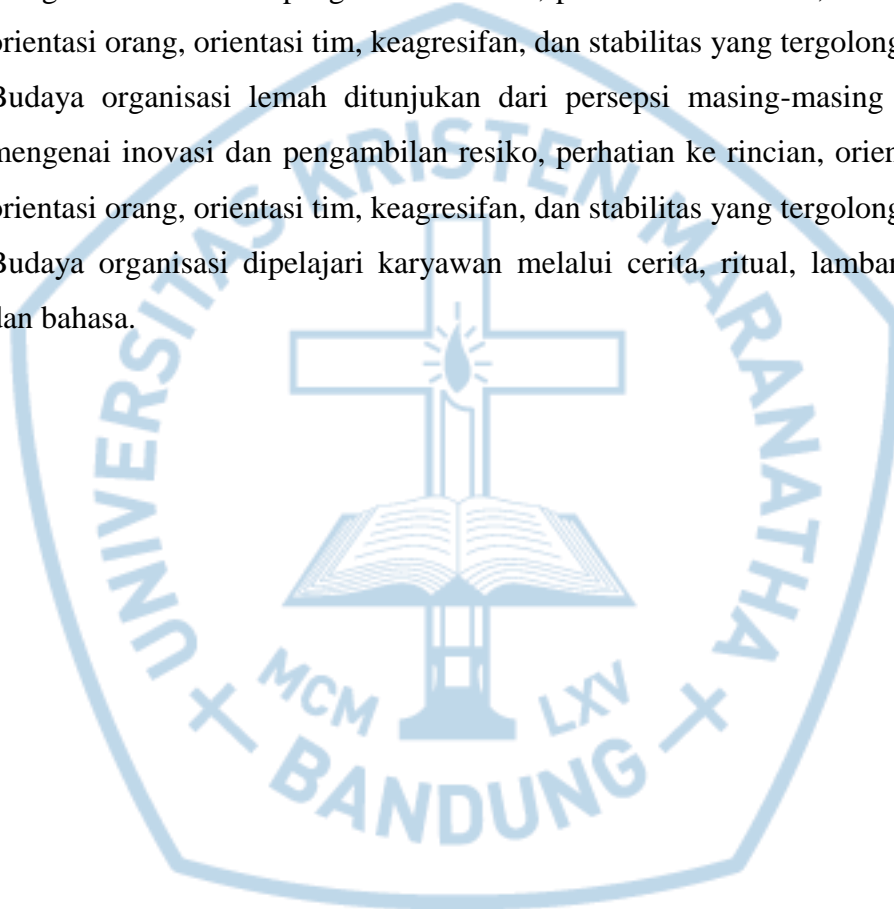 orientasi orang, orientasi tim, keagresifan, dan stabilitas yang tergolong
Budaya organisasi lemah ditunjukan dari persepsi masing-masing
mengenai inovasi dan pengambilan resiko, perhatian ke rincian,
orientasi orang, orientasi tim, keagresifan, dan stabilitas yang tergolong
Budaya organisasi dipelajari karyawan melalui cerita, ritual,
dan bahasa.
UNIVERSITAS KRISTEN MARANATHA
MCM LXV
BANDUNG